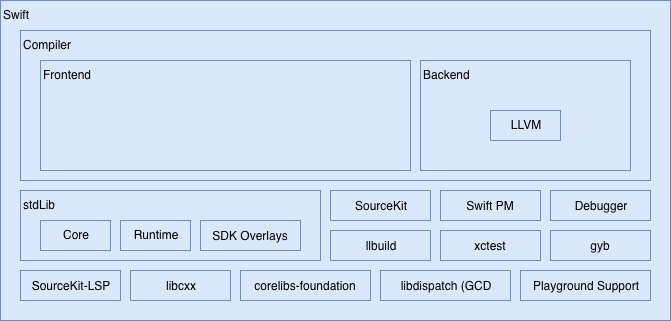 Swift
Compiler
Frontend
Backend
LLVM
stdLib
Core
Runtime
SDK Overlays
SourceKit
Swift PM
Debugger
llbuild
xctest
gyb
SourceKit-LSP
libcxx
corelibs-foundation
libdispatch (GCD
Playground Support